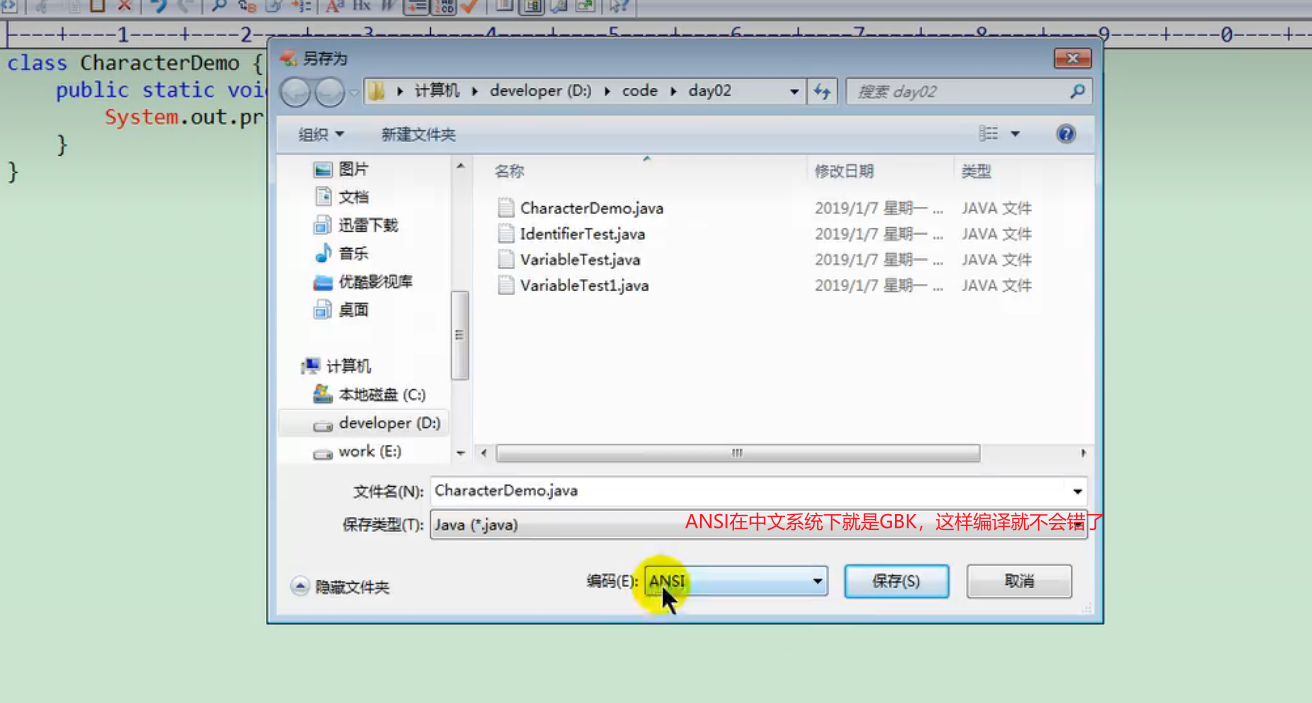 ----+----1----+----2----+----3----+----4----+----5----+----6----+----7----+----8----+----9----+----0----+--
class CharacterDemo {
public static voi
System.out.pr
}
}
另存为
计算机 developer (D:) code day02
搜索 day02
组织
新建文件夹
图片
文档
迅雷下载
音乐
优酷影视库
桌面
计算机
本地磁盘 (C:)
developer (D:)
work (E:)
名称 修改日期 类型
CharacterDemo.java 2019/1/7 星期一 ... JAVA 文件
IdentifierTest.java 2019/1/7 星期一 ... JAVA 文件
VariableTest.java 2019/1/7 星期一 ... JAVA 文件
VariableTest1.java 2019/1/7 星期一 ... JAVA 文件
文件名(N): CharacterDemo.java
保存类型(T): Java (*.java)
ANSI在中文系统下就是GBK，这样编译就不会错了
隐藏文件夹
编码(E): ANSI
保存(S)
取消